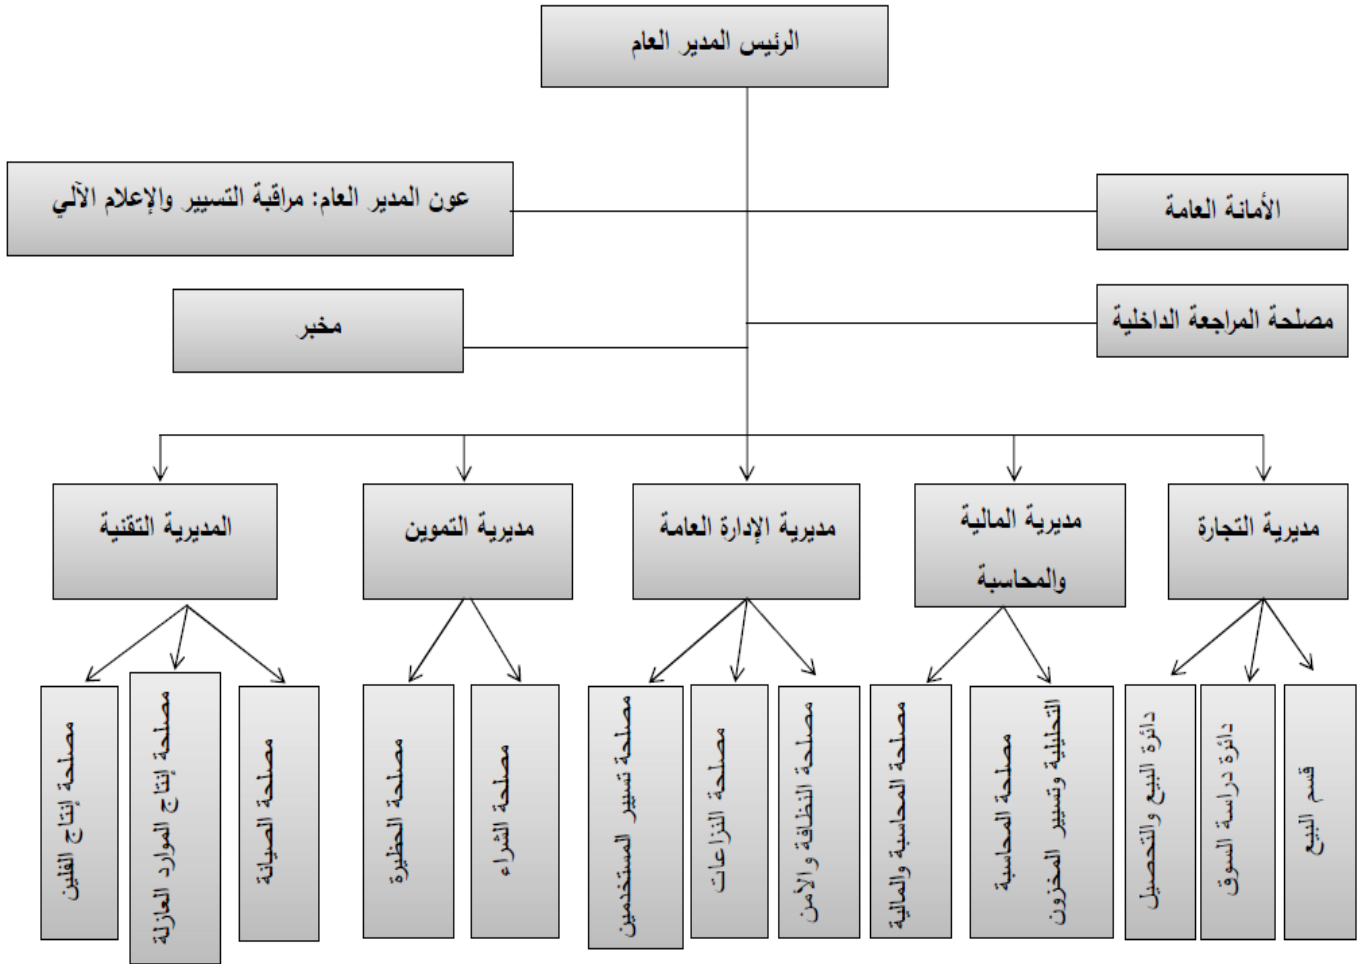 الرئيس المدير العام
الأمانة العامة
عون المدير العام: مراقبة التسيير والإعلام الآلي
مصلحة المراجعة الداخلية
مخبر
مديرية التجارة
مديرية المالية
والمحاسبة
مديرية الإدارة العامة
مديرية التموين
المديرية التقنية
قسم البيع
دائرة دراسة السوق
دائرة البيع والتحصيل
مصلحة المحاسبة
التحليلية وتسيير المخزون
مصلحة المحاسبة والمالية
مصلحة النظافة والأمن
مصلحة النزاعات
مصلحة تسيير المستخدمين
مصلحة الشراء
مصلحة الحظيرة
مصلحة الصيانة
مصلحة إنتاج الموارد العازلة
مصلحة إنتاج الفلين